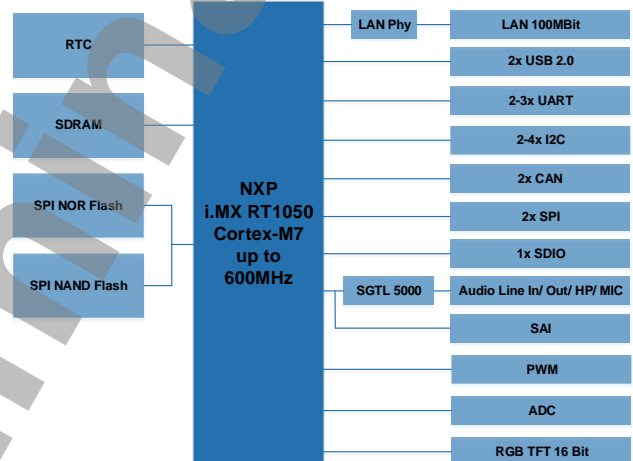 RTC
SDRAM
SPI NOR Flash
SPI NAND Flash
NXP
i.MX RT1050
Cortex-M7
up to
600MHz
LAN Phy
LAN 100MBit
2x USB 2.0
2-3x UART
2-4x I2C
2x CAN
2x SPI
1x SDIO
SGTL 5000
Audio Line In/ Out/ HP/ MIC
SAI
PWM
ADC
RGB TFT 16 Bit